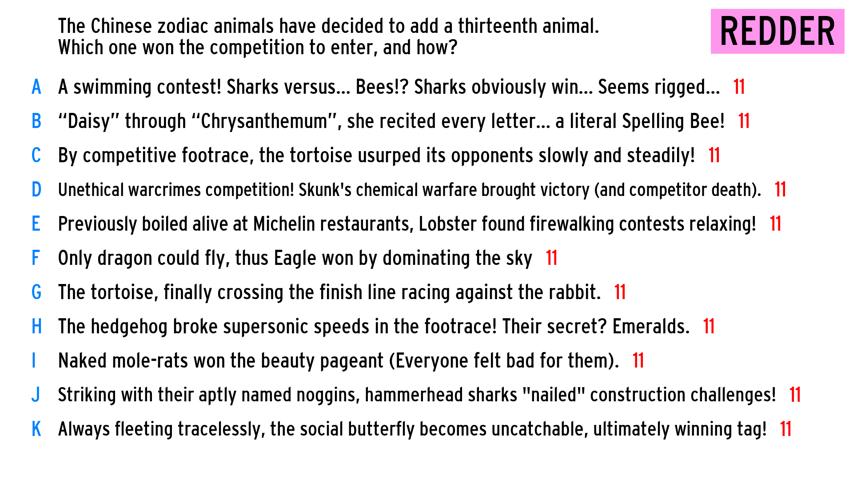 The Chinese zodiac animals have decided to add a thirteenth animal.
Which one won the competition to enter, and how?
REDDER
A A swimming contest! Sharks versus... Bees!? Sharks obviously win... Seems rigged... 11
B “Daisy” through “Chrysanthemum”, she recited every letter... a literal Spelling Bee! 11
C By competitive footrace, the tortoise usurped its opponents slowly and steadily! 11
D Unethical warcrimes competition! Skunk's chemical warfare brought victory (and competitor death). 11
E Previously boiled alive at Michelin restaurants, Lobster found firewalking contests relaxing! 11
F Only dragon could fly, thus Eagle won by dominating the sky 11
G The tortoise, finally crossing the finish line racing against the rabbit. 11
H The hedgehog broke supersonic speeds in the footrace! Their secret? Emeralds. 11
I Naked mole-rats won the beauty pageant (Everyone felt bad for them). 11
J Striking with their aptly named noggins, hammerhead sharks "nailed" construction challenges! 11
K Always fleeting tracelessly, the social butterfly becomes uncatchable, ultimately winning tag! 11